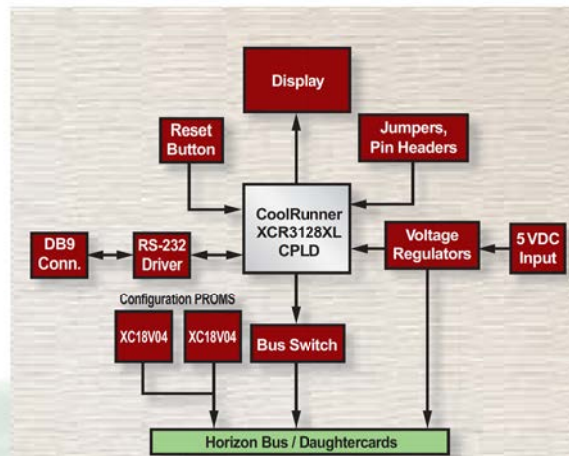 Display
Reset
Button
Jumpers,
Pin Headers
CoolRunner
XCR3128XL
CPLD
DB9
Conn.
RS-232
Driver
Voltage
Regulators
5 VDC
Input
Configuration PROMS
XC18V04
XC18V04
Bus Switch
Horizon Bus / Daughtercards